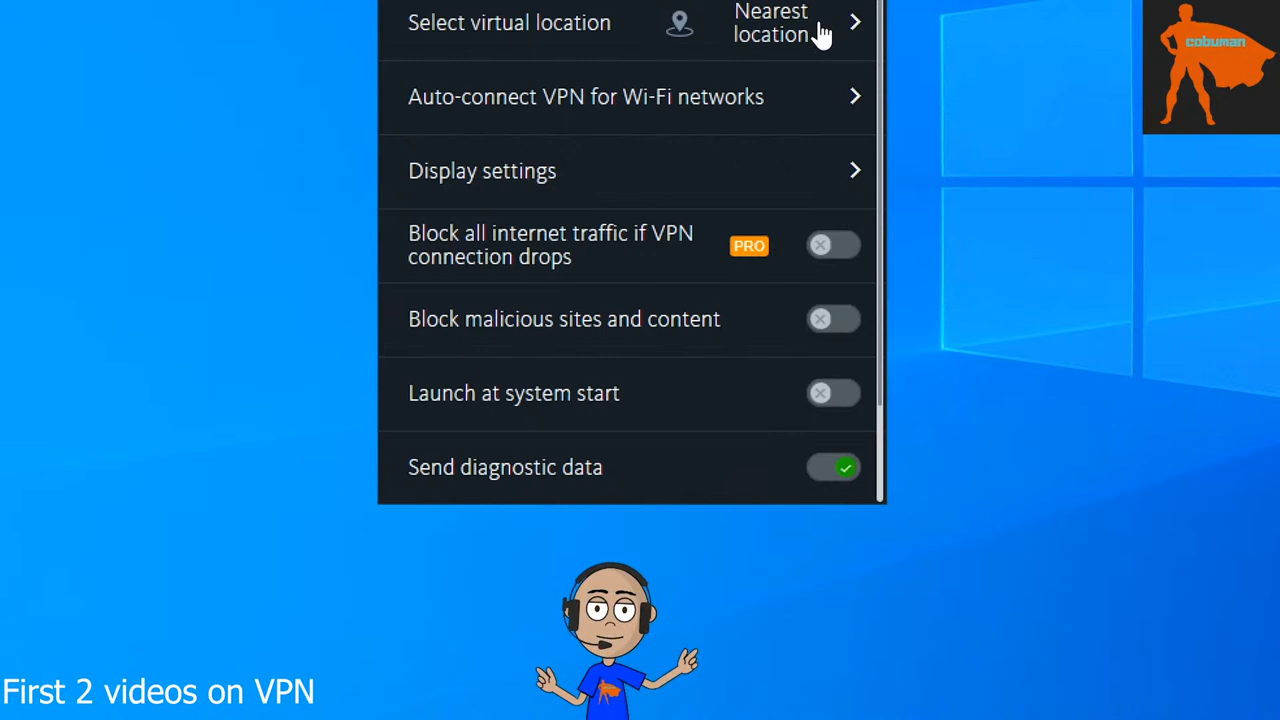 Select virtual location
Nearest
location
cobuman
Auto-connect VPN for Wi-Fi networks
Display settings
Block all internet traffic if VPN
connection drops
PRO
Block malicious sites and content
Launch at system start
Send diagnostic data
First 2 videos on VPN